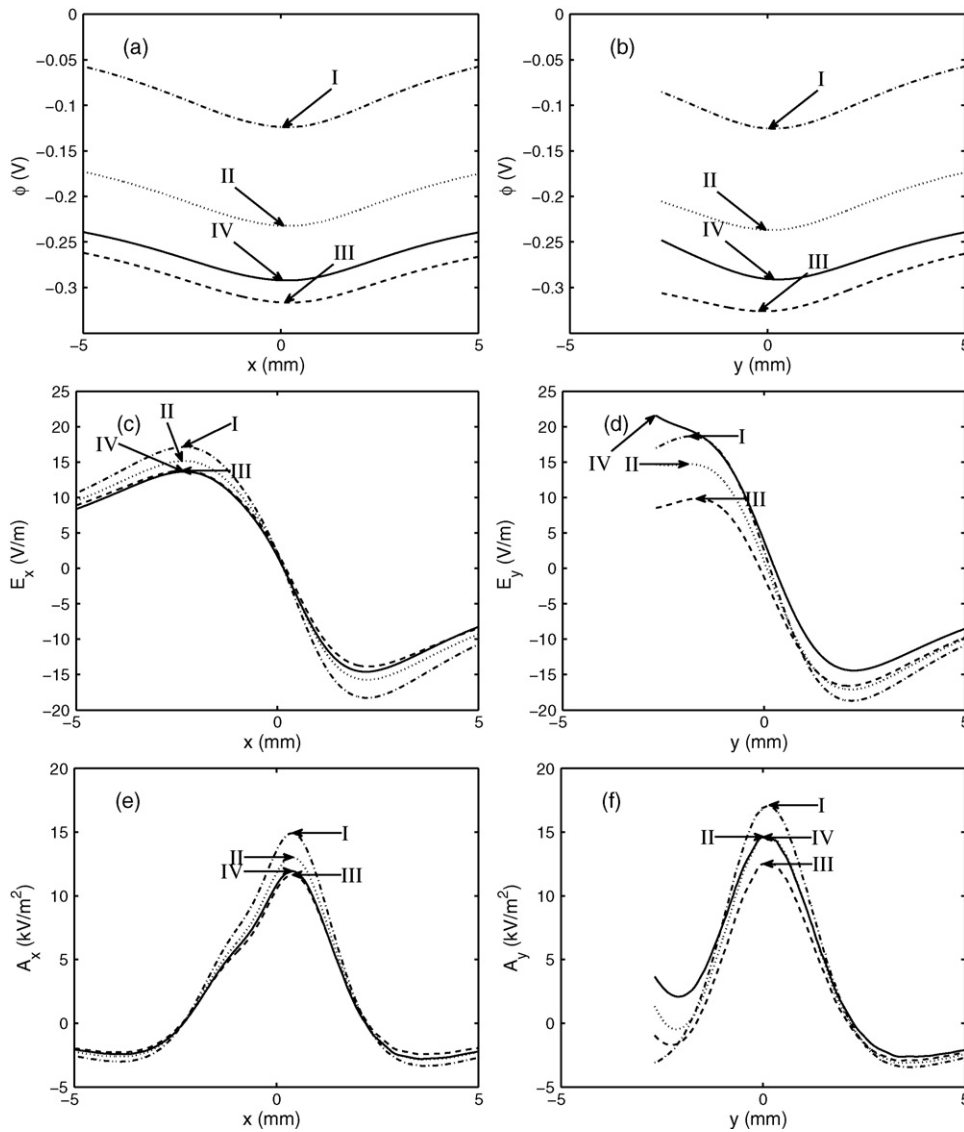 (a)
I
II
IV
III
0
−0.05
−0.1
−0.15
−0.2
−0.25
−0.3
ϕ (V)
−5
0
5
x (mm)
(b)
I
II
IV
III
0
−0.05
−0.1
−0.15
−0.2
−0.25
−0.3
ϕ (V)
−5
0
5
y (mm)
(c)
II
I
IV
III
25
20
15
10
5
0
−5
−10
−15
−20
E_x (V/m)
−5
0
5
x (mm)
(d)
I
IV
II
III
25
20
15
10
5
0
−5
−10
−15
−20
E_y (V/m)
−5
0
5
y (mm)
(e)
I
II
IV
III
20
15
10
5
0
−5
A_x (kV/m²)
−5
0
5
x (mm)
(f)
I
II
IV
III
20
15
10
5
0
−5
A_y (kV/m²)
−5
0
5
y (mm)